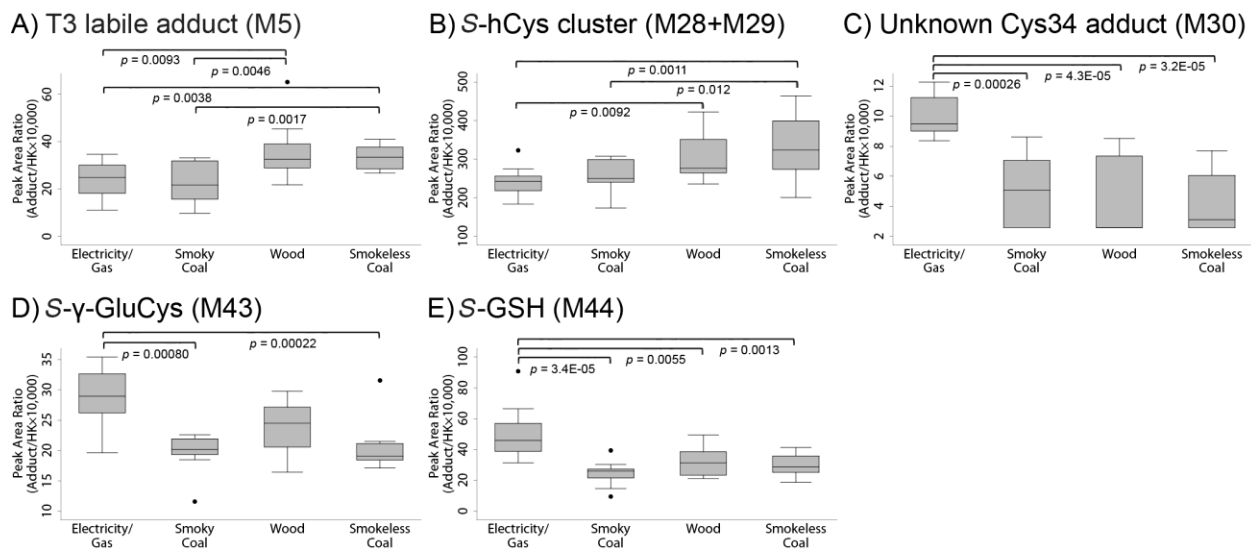 A) T3 labile adduct (M5)
p = 0.0093
p = 0.0046
p = 0.0038
p = 0.0017
Peak Area Ratio
(Adduct/HK×10,000)
60
40
20
0
Electricity/
Gas
Smoky
Coal
Wood
Smokeless
Coal
B) S-hCys cluster (M28+M29)
p = 0.0011
p = 0.012
p = 0.0092
Peak Area Ratio
(Adduct/HK×10,000)
500
400
300
200
100
Electricity/
Gas
Smoky
Coal
Wood
Smokeless
Coal
C) Unknown Cys34 adduct (M30)
p = 3.2E-05
p = 4.3E-05
p = 0.00026
Peak Area Ratio
(Adduct/HK×10,000)
12
10
8
6
4
2
Electricity/
Gas
Smoky
Coal
Wood
Smokeless
Coal
D) S-γ-GluCys (M43)
p = 0.00080
p = 0.00022
Peak Area Ratio
(Adduct/HK×10,000)
35
30
25
20
15
10
Electricity/
Gas
Smoky
Coal
Wood
Smokeless
Coal
E) S-GSH (M44)
p = 0.0013
p = 0.0055
p = 3.4E-05
Peak Area Ratio
(Adduct/HK×10,000)
100
80
60
40
20
0
Electricity/
Gas
Smoky
Coal
Wood
Smokeless
Coal